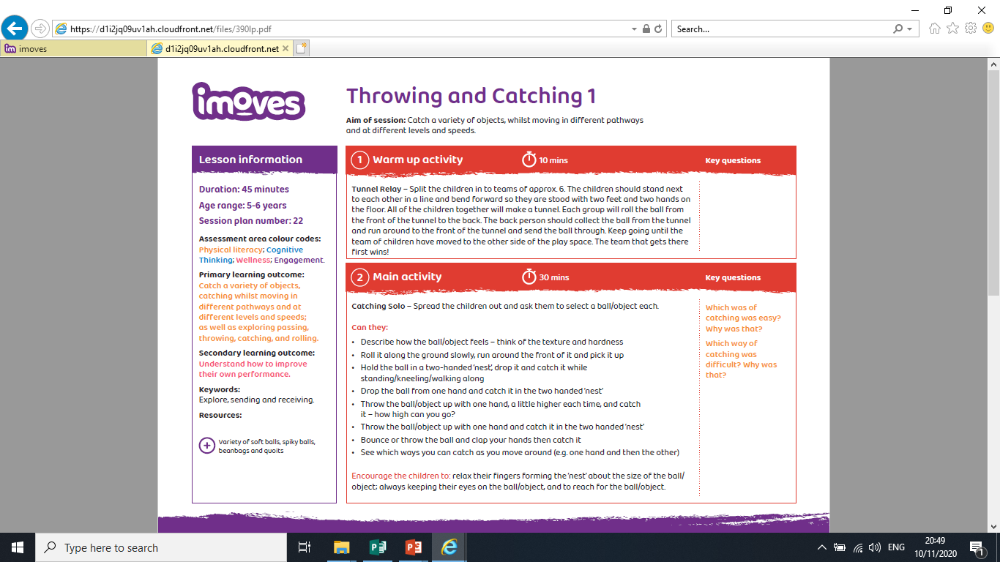 https://d1i2jq09uv1ah.cloudfront.net/files/390lp.pdf
Search...
imoves
d1i2jq09uv1ah.cloudfront.net
imoves
Throwing and Catching 1
Aim of session: Catch a variety of objects, whilst moving in different pathways
and at different levels and speeds.
Lesson information
Duration: 45 minutes
Age range: 5-6 years
Session plan number: 22
Assessment area colour codes:
Physical literacy; Cognitive
Thinking; Wellness; Engagement.
Primary learning outcome:
Catch a variety of objects,
catching whilst moving in
different pathways and at
different levels and speeds;
as well as exploring passing,
throwing, catching, and rolling.
Secondary learning outcome:
Understand how to improve
their own performance.
Keywords:
Explore, sending and receiving.
Resources:
Variety of soft balls, spiky balls,
beanbags and quoits
1 Warm up activity 10 mins Key questions
Tunnel Relay – Split the children in to teams of approx. 6. The children should stand next
to each other in a line and bend forward so they are stood with two feet and two hands on
the floor. All of the children together will make a tunnel. Each group will roll the ball from
the front of the tunnel to the back. The back person should collect the ball from the tunnel
and run around to the front of the tunnel and send the ball through. Keep going until the
team of children have moved to the other side of the play space. The team that gets there
first wins!
2 Main activity 30 mins Key questions
Catching Solo – Spread the children out and ask them to select a ball/object each.
Can they:
• Describe how the ball/object feels – think of the texture and hardness
• Roll it along the ground slowly, run around the front of it and pick it up
• Hold the ball in a two-handed ‘nest’, drop it and catch it while
standing/kneeling/walking along
• Drop the ball from one hand and catch it in the two handed ‘nest’
• Throw the ball/object up with one hand, a little higher each time, and catch
it – how high can you go?
• Throw the ball/object up with one hand and catch it in the two handed ‘nest’
• Bounce or throw the ball and clap your hands then catch it
• See which ways you can catch as you move around (e.g. one hand and then the other)
Encourage the children to: relax their fingers forming the ‘nest’ about the size of the ball/
object; always keeping their eyes on the ball/object, and to reach for the ball/object.
Which was of
catching was easy?
Why was that?
Which way of
catching was
difficult? Why was
that?
Type here to search
ENG
20:49
10/11/2020
1